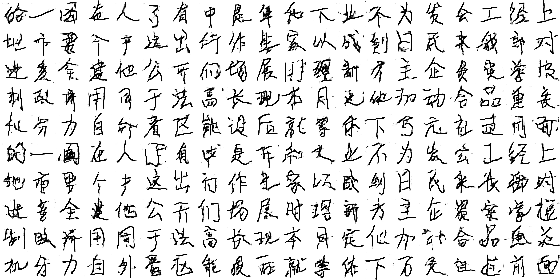 的一国在人了有中是年和大业不为发会工经上
地市要个产这出行作生家以成到日民来我部对
进多全建他公开们场展时理新方主企资实学报
制政济用同于法高长现本月定化加动合品重关
机分力自外者区能设后就等体下万元社过前面
的一国在人了有中是年和大业不为发会工经上
地市要个产这出行作生家以成到日民来我部对
进多全建他公开们场展时理新方主企资实学报
制政济用同于法高长现本月定化加动合品重关
机分力自外者区能设后就等体下万元社过前面